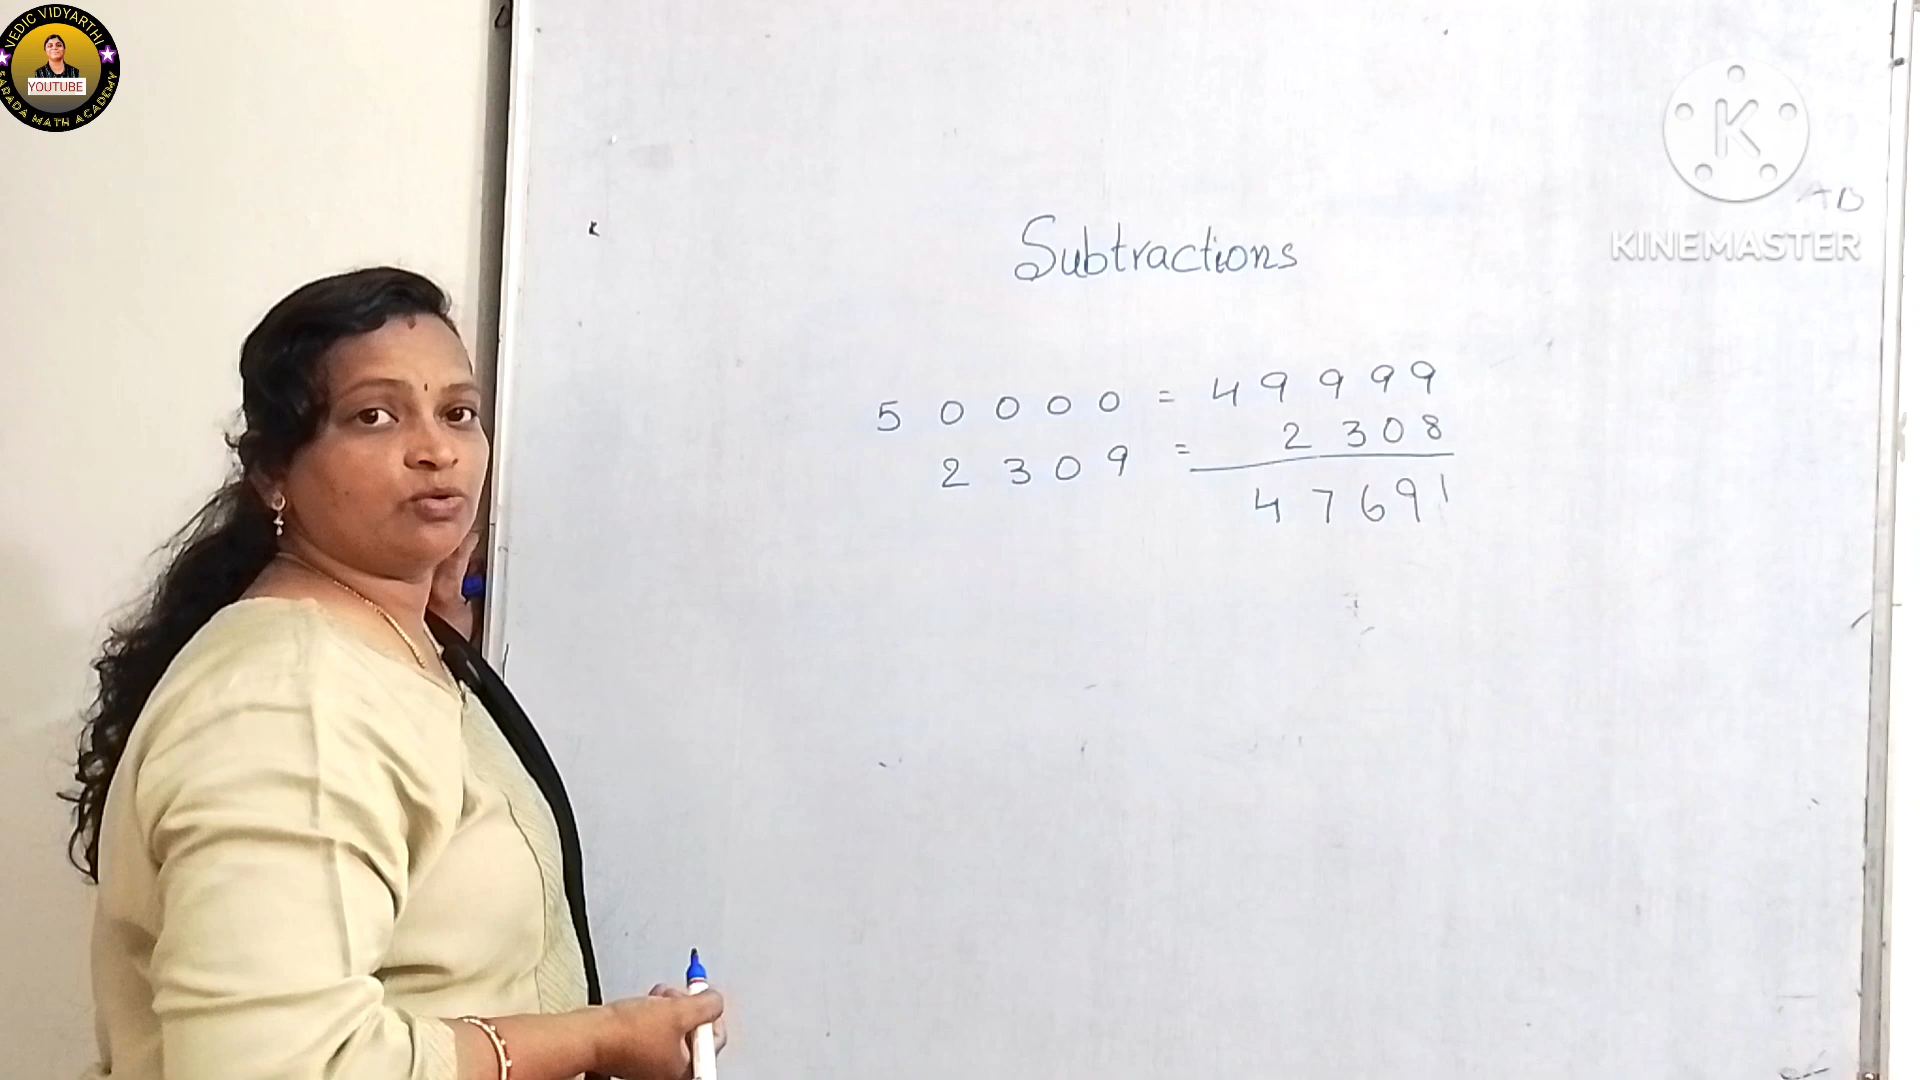 VEDIC VIDYARTHI
YOUTUBE
SARADA MATH ACADEMY
KINEMASTER
Subtractions
5 0 0 0 0 = 4 9 9 9 9
2 3 0 9 = 2 3 0 8
4 7 6 9 1